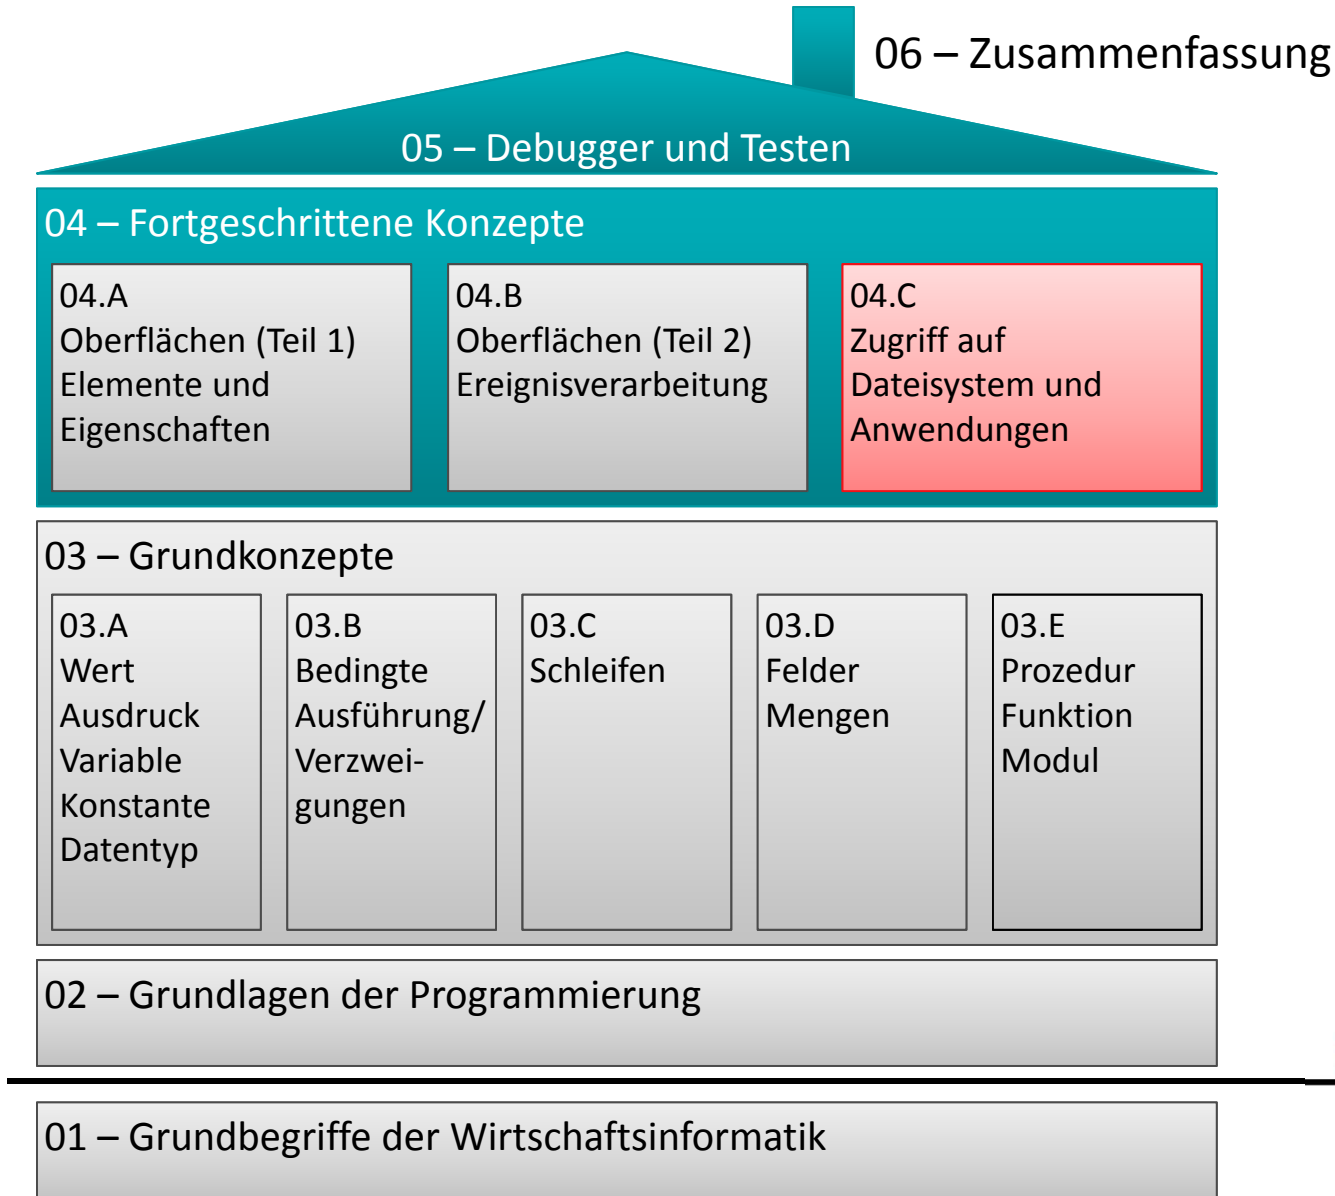 06 – Zusammenfassung
05 – Debugger und Testen
04 – Fortgeschrittene Konzepte
04.A
Oberflächen (Teil 1)
Elemente und
Eigenschaften
04.B
Oberflächen (Teil 2)
Ereignisverarbeitung
04.C
Zugriff auf
Dateisystem und
Anwendungen
03 – Grundkonzepte
03.A
Wert
Ausdruck
Variable
Konstante
Datentyp
03.B
Bedingte
Ausführung/
Verzwei-
gungen
03.C
Schleifen
03.D
Felder
Mengen
03.E
Prozedur
Funktion
Modul
02 – Grundlagen der Programmierung
01 – Grundbegriffe der Wirtschaftsinformatik